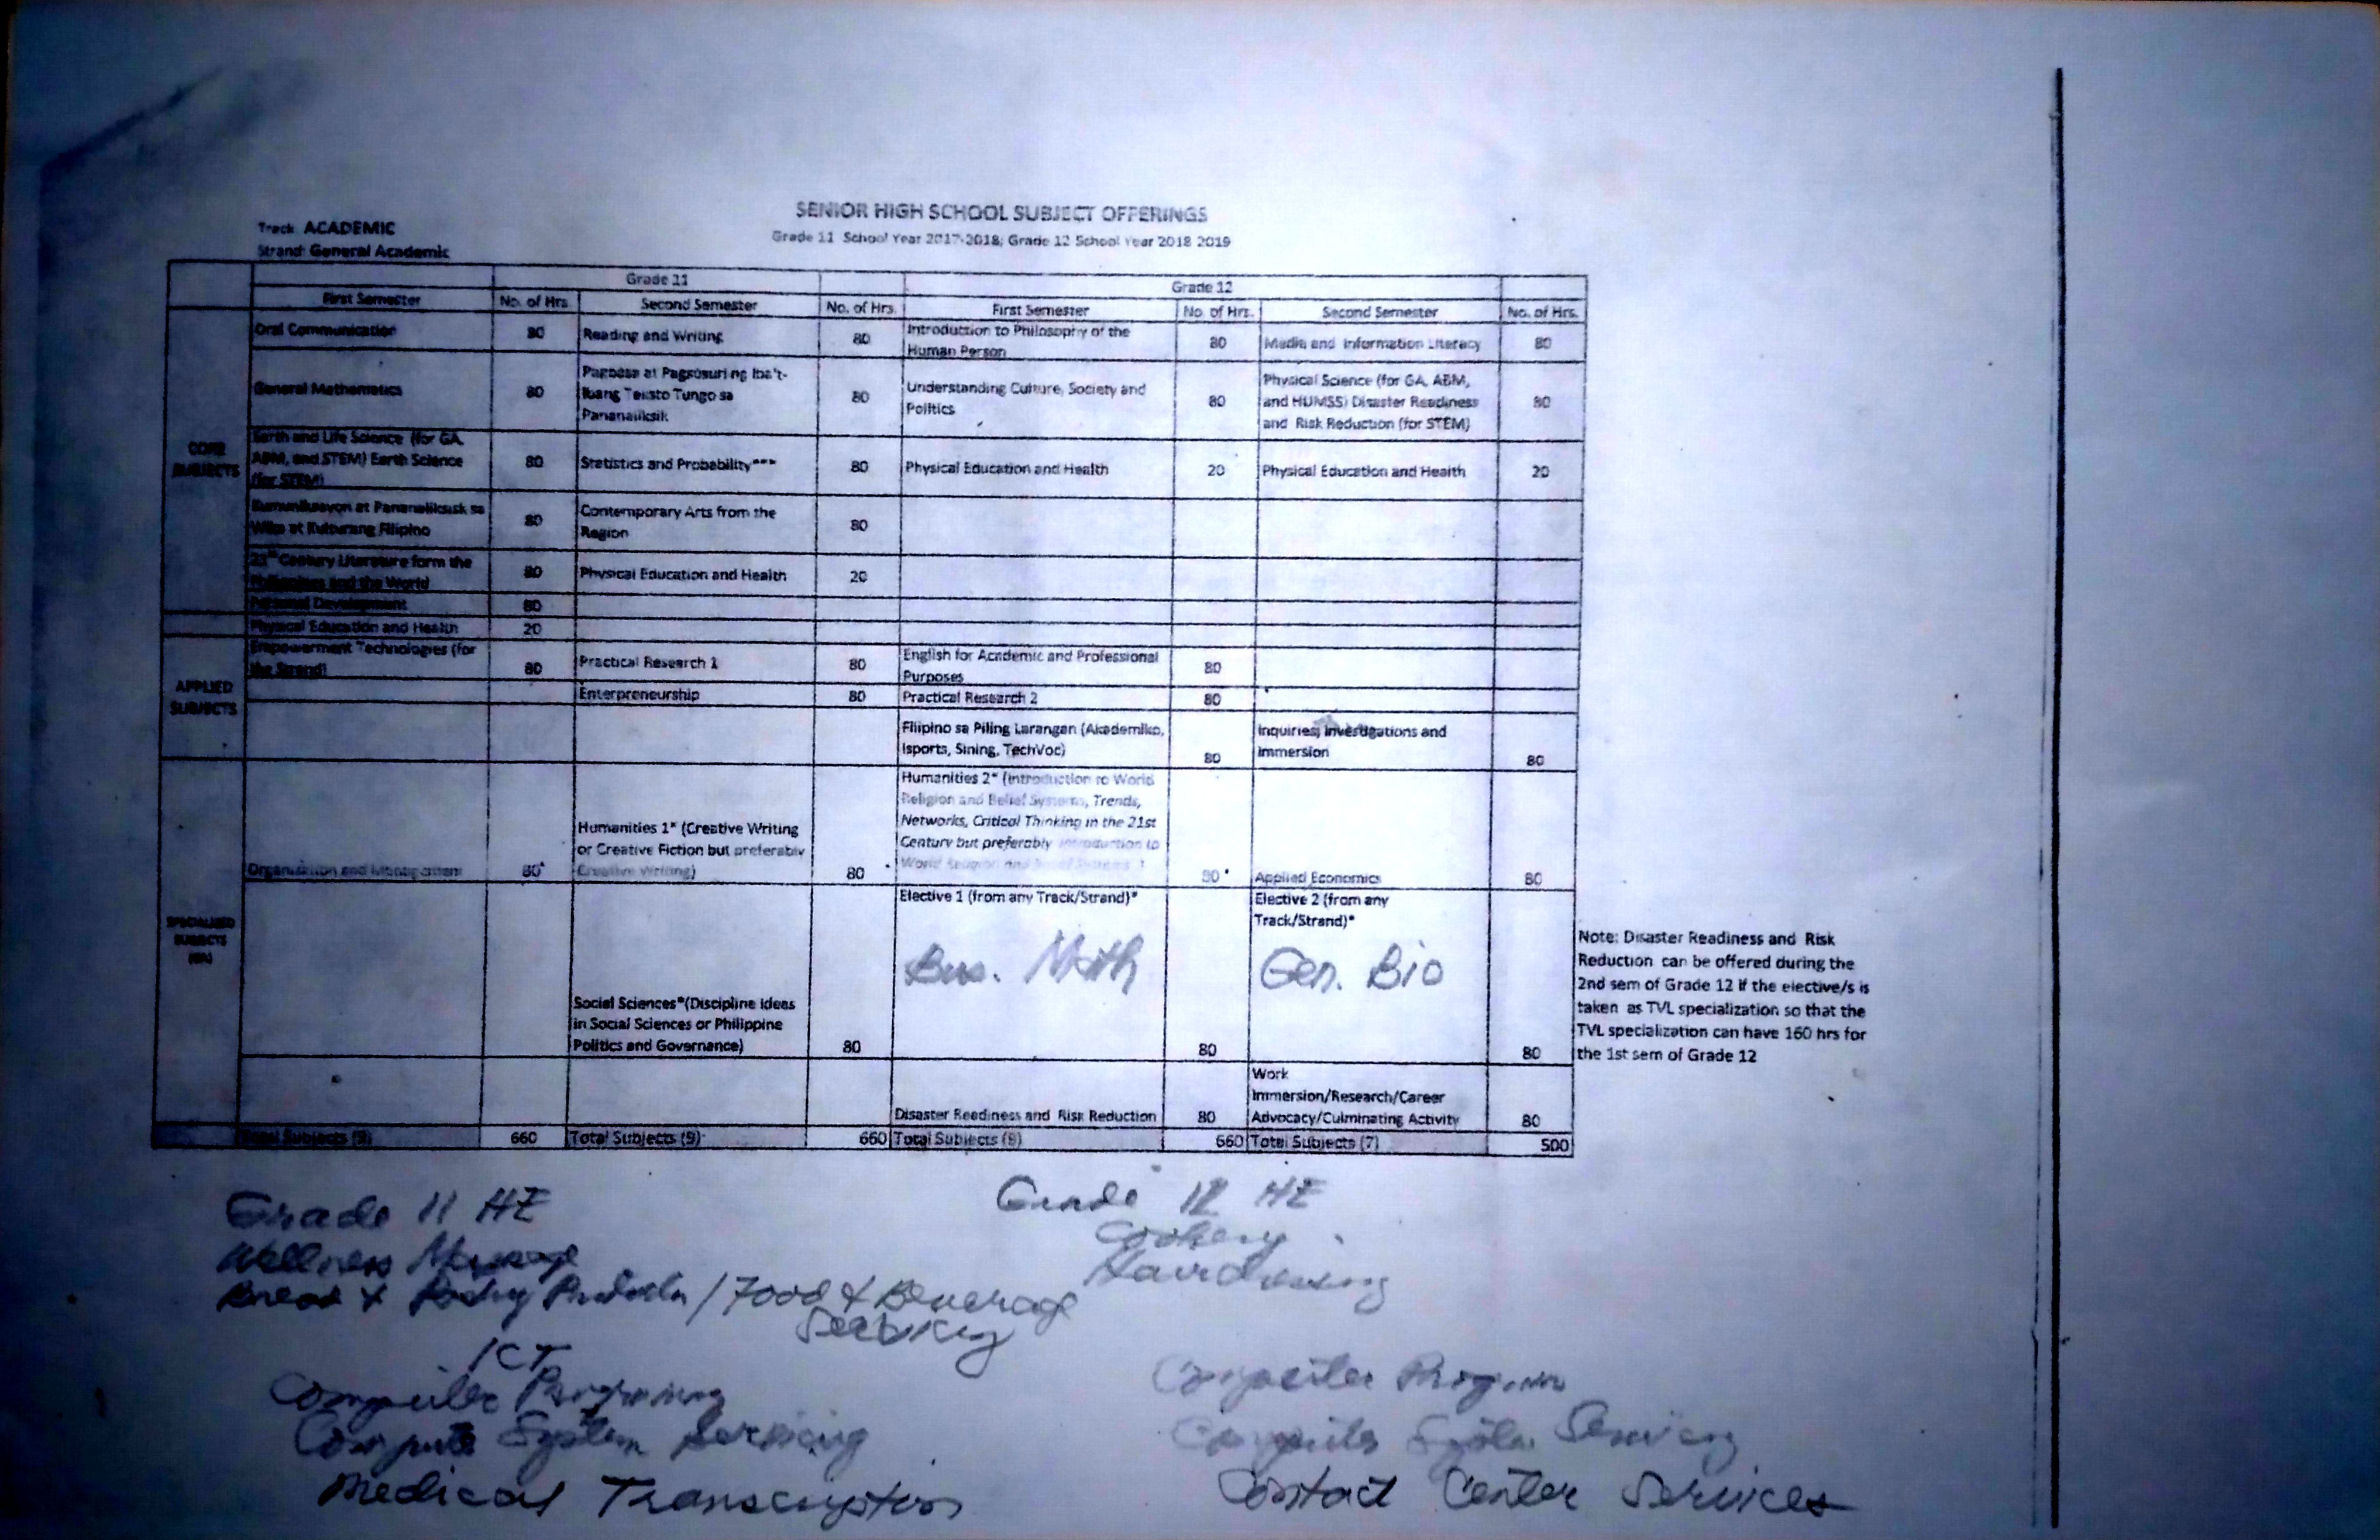 SENIOR HIGH SCHOOL SUBJECT OFFERINGS
Track: ACADEMIC
Grade 11 School Year 2017-2018; Grade 12 School Year 2018 2019
Strand: General Academic
Grade 11
Grade 12
First Semester
No. of Hrs.
Second Semester
No. of Hrs.
First Semester
No. of Hrs.
Second Semester
No. of Hrs.
CORE
SUBJECTS
Oral Communication
80
Reading and Writing
80
Introduction to Philosophy of the
Human Person
80
Media and Information Literacy
80
General Mathematics
80
Pagbasa at Pagsusuri ng Iba't-
Ibang Teksto Tungo sa
Pananaliksik
80
Understanding Culture, Society and
Politics
80
Physical Science (for GA, ABM,
and HUMSS) Disaster Readiness
and Risk Reduction (for STEM)
80
Earth and Life Science (for GA,
ABM, and STEM) Earth Science
(for STEM)
80
Statistics and Probability***
80
Physical Education and Health
20
Physical Education and Health
20
Kumunikasyon at Pananaliksik sa
Wika at Kulturang Filipino
80
Contemporary Arts from the
Region
80
21st Century Literature form the
Philippines and the World
80
Physical Education and Health
20
Personal Development
80
Physical Education and Health
20
APPLIED
SUBJECTS
Empowerment Technologies (for
the Strand)
80
Practical Research 1
80
English for Academic and Professional
Purposes
80
Enterpreneurship
80
Practical Research 2
80
Filipino sa Piling Larangan (Akademiko,
Isports, Sining, TechVoc)
80
Inquiries, Investigations and
Immersion
80
SPECIALIZED
SUBJECTS
(GA)
Organization and Management
80
Humanities 1* (Creative Writing
or Creative Fiction but preferably
Creative Writing)
80
Humanities 2* (Introduction to World
Religion and Belief Systems, Trends,
Networks, Critical Thinking in the 21st
Century but preferably Introduction to
World Religion and Belief Systems )
80
Applied Economics
80
Social Sciences*(Discipline Ideas
in Social Sciences or Philippine
Politics and Governance)
80
Elective 1 (from any Track/Strand)*
Bus. Math
80
Elective 2 (from any
Track/Strand)*
Gen. Bio
80
Disaster Readiness and Risk Reduction
80
Work
Immersion/Research/Career
Advocacy/Culminating Activity
80
Total Subjects (9)
660
Total Subjects (9)
660
Total Subjects (8)
660
Total Subjects (7)
500
Note: Disaster Readiness and Risk
Reduction can be offered during the
2nd sem of Grade 12 if the elective/s is
taken as TVL specialization so that the
TVL specialization can have 160 hrs for
the 1st sem of Grade 12
Grade 11 HE
Wellness Massage
Bread & Pastry / Food & Beverage
Servicing
Grade 12 HE
Cookery
Hairdressing
ICT
Computer Programing
Computer System Servicing
Medical Transcription
Computer Program
Computer System Servicing
Contact Center Services